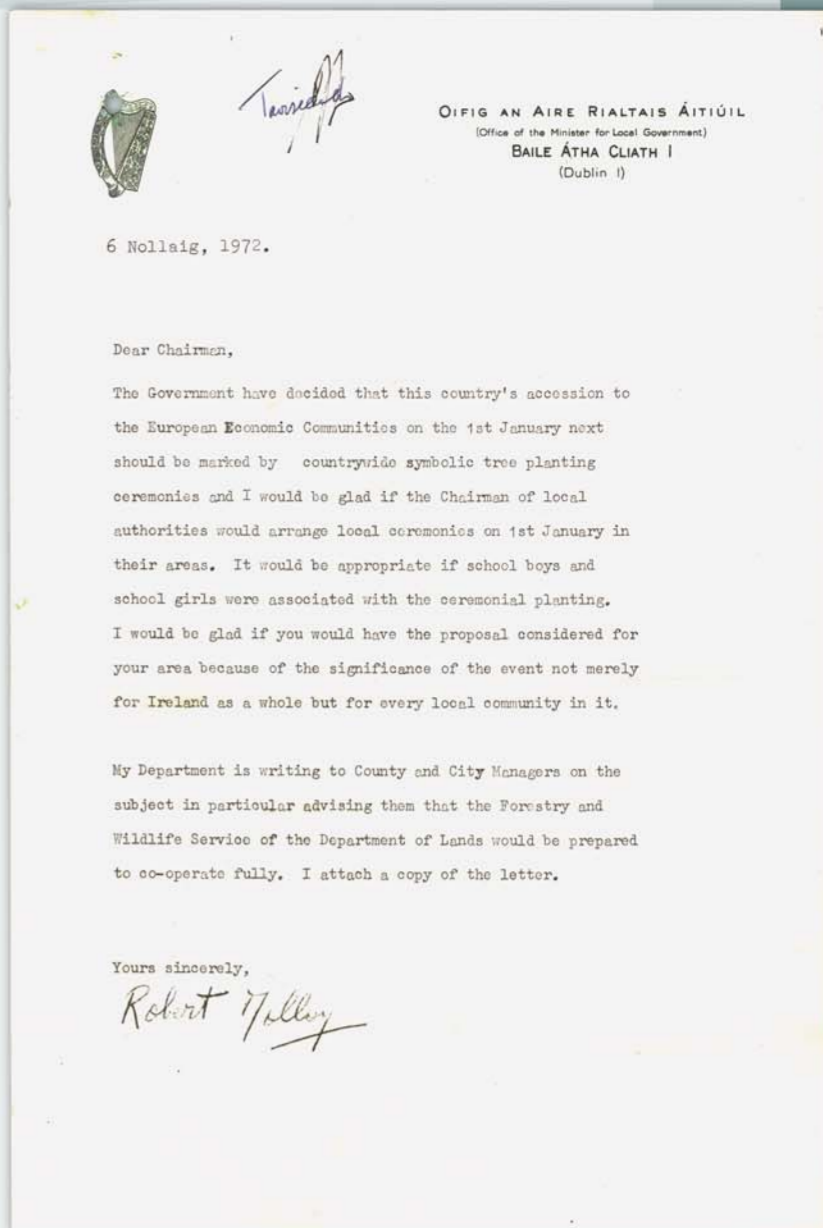 OIFIG AN AIRE RIALTAIS ÁITIÚIL
(Office of the Minister for Local Government)
BAILE ÁTHA CLIATH 1
(Dublin 1)
6 Nollaig, 1972.
Dear Chairman,
The Government have decided that this country's accession to
the European Economic Communities on the 1st January next
should be marked by countrywide symbolic tree planting
ceremonies and I would be glad if the Chairman of local
authorities would arrange local ceremonies on 1st January in
their areas. It would be appropriate if school boys and
school girls were associated with the ceremonial planting.
I would be glad if you would have the proposal considered for
your area because of the significance of the event not merely
for Ireland as a whole but for every local community in it.
My Department is writing to County and City Managers on the
subject in particular advising them that the Forestry and
Wildlife Service of the Department of Lands would be prepared
to co-operate fully. I attach a copy of the letter.
Yours sincerely,
Robert Molloy